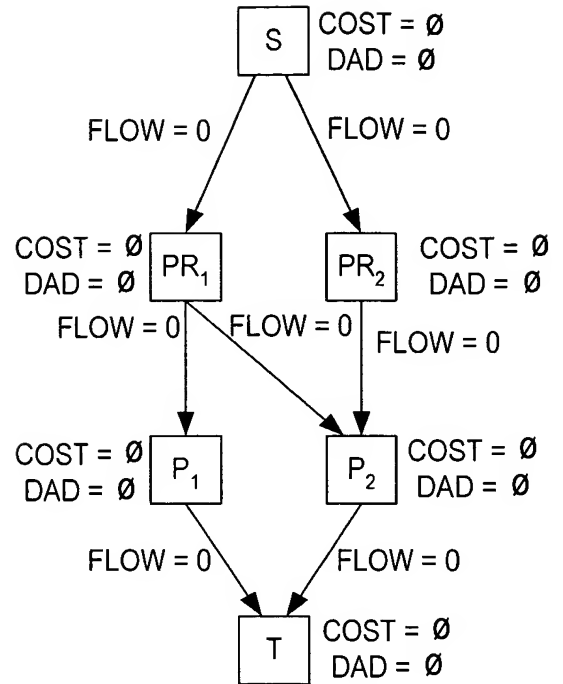 S
COST = Ø
DAD = Ø
FLOW = 0
FLOW = 0
COST = Ø
DAD = Ø
PR₁
PR₂
COST = Ø
DAD = Ø
FLOW = 0
FLOW = 0
FLOW = 0
COST = Ø
DAD = Ø
P₁
P₂
COST = Ø
DAD = Ø
FLOW = 0
FLOW = 0
T
COST = Ø
DAD = Ø